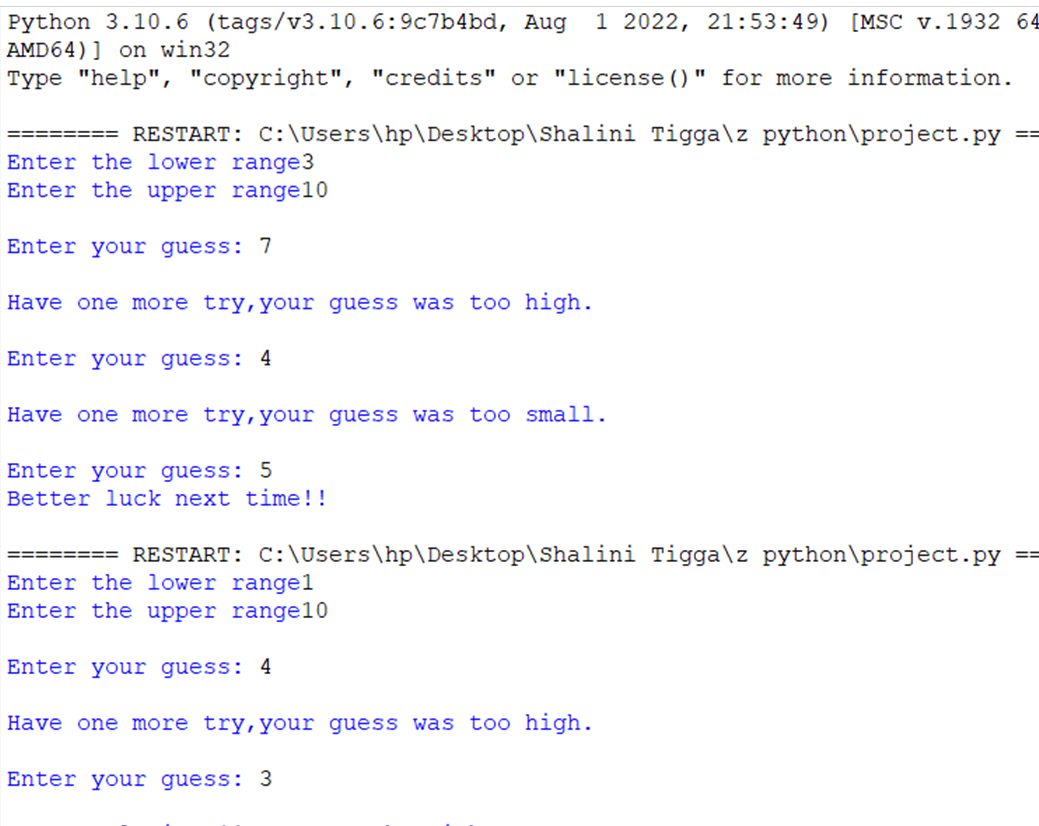 Python 3.10.6 (tags/v3.10.6:9c7b4bd, Aug  1 2022, 21:53:49) [MSC v.1932 64
AMD64)] on win32
Type "help", "copyright", "credits" or "license()" for more information.
======== RESTART: C:\Users\hp\Desktop\Shalini Tigga\z python\project.py ==
Enter the lower range3
Enter the upper range10
Enter your guess: 7
Have one more try,your guess was too high.
Enter your guess: 4
Have one more try,your guess was too small.
Enter your guess: 5
Better luck next time!!
======== RESTART: C:\Users\hp\Desktop\Shalini Tigga\z python\project.py ==
Enter the lower range1
Enter the upper range10
Enter your guess: 4
Have one more try,your guess was too high.
Enter your guess: 3